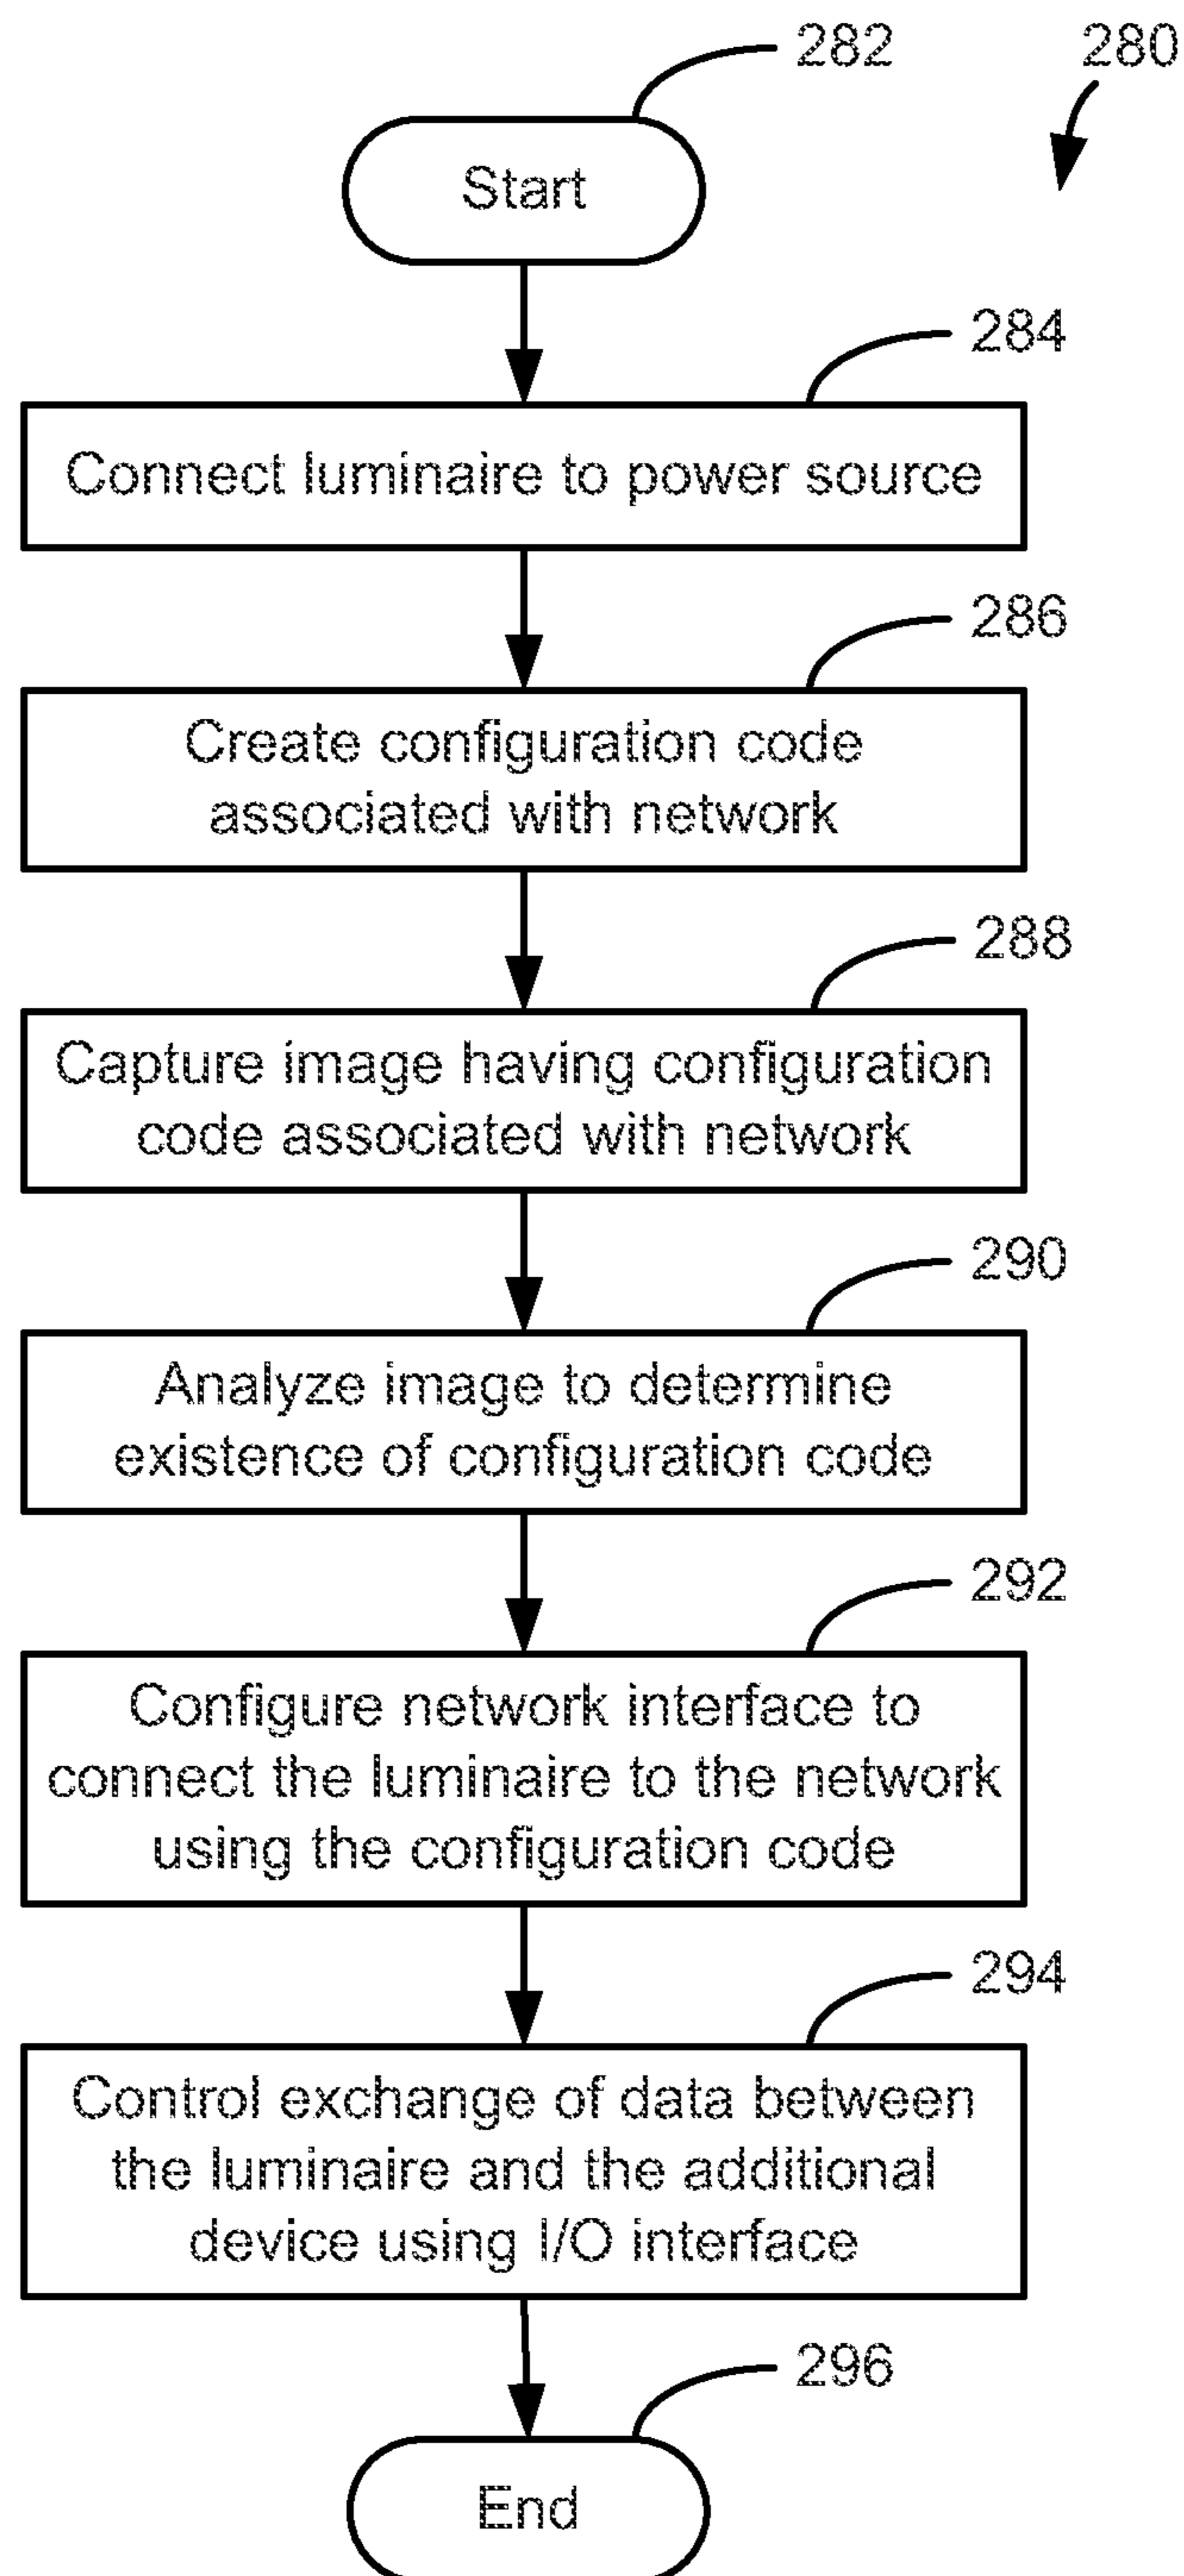 282
280
Start
284
Connect luminaire to power source
286
Create configuration code
associated with network
288
Capture image having configuration
code associated with network
290
Analyze image to determine
existence of configuration code
292
Configure network interface to
connect the luminaire to the network
using the configuration code
294
Control exchange of data between
the luminaire and the additional
device using I/O interface
296
End